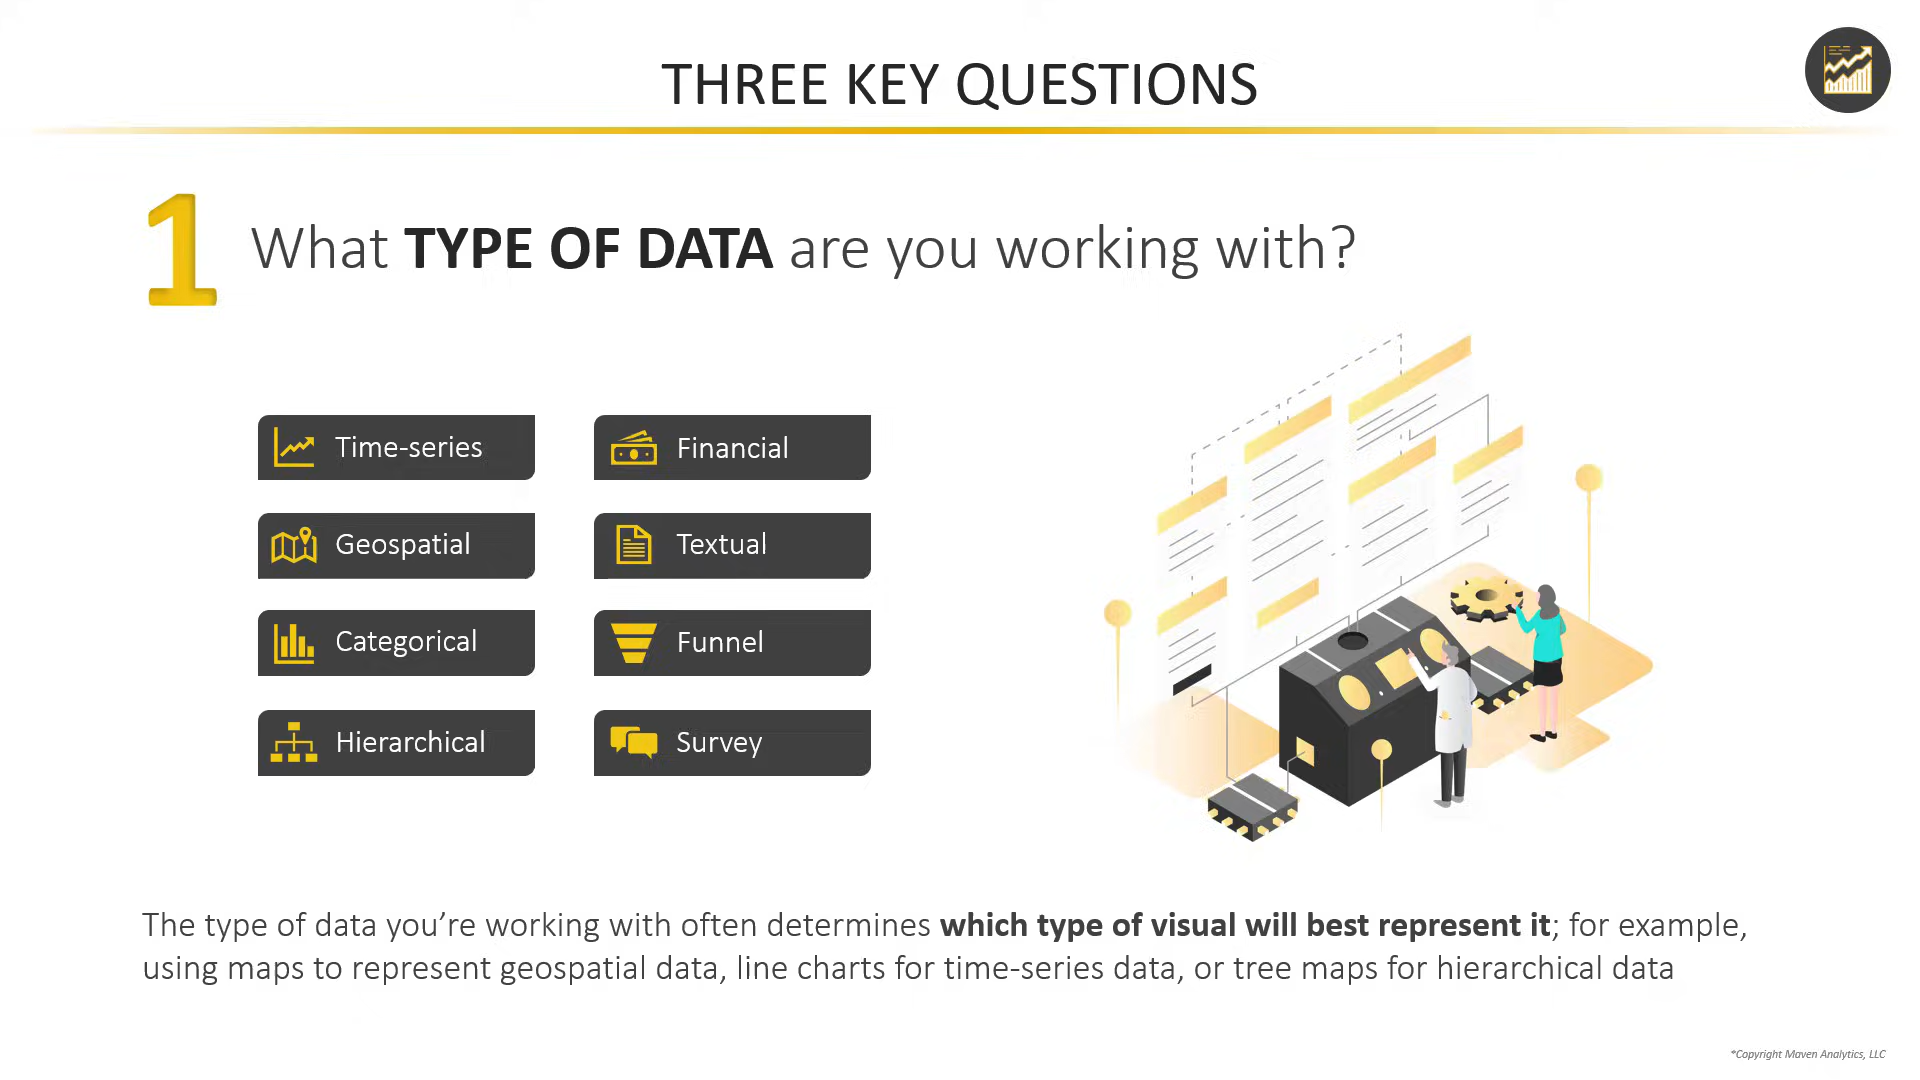 THREE KEY QUESTIONS
1
What TYPE OF DATA are you working with?
Time-series
Financial
Geospatial
Textual
Categorical
Funnel
Hierarchical
Survey
The type of data you’re working with often determines which type of visual will best represent it; for example,
using maps to represent geospatial data, line charts for time-series data, or tree maps for hierarchical data
*Copyright Maven Analytics, LLC